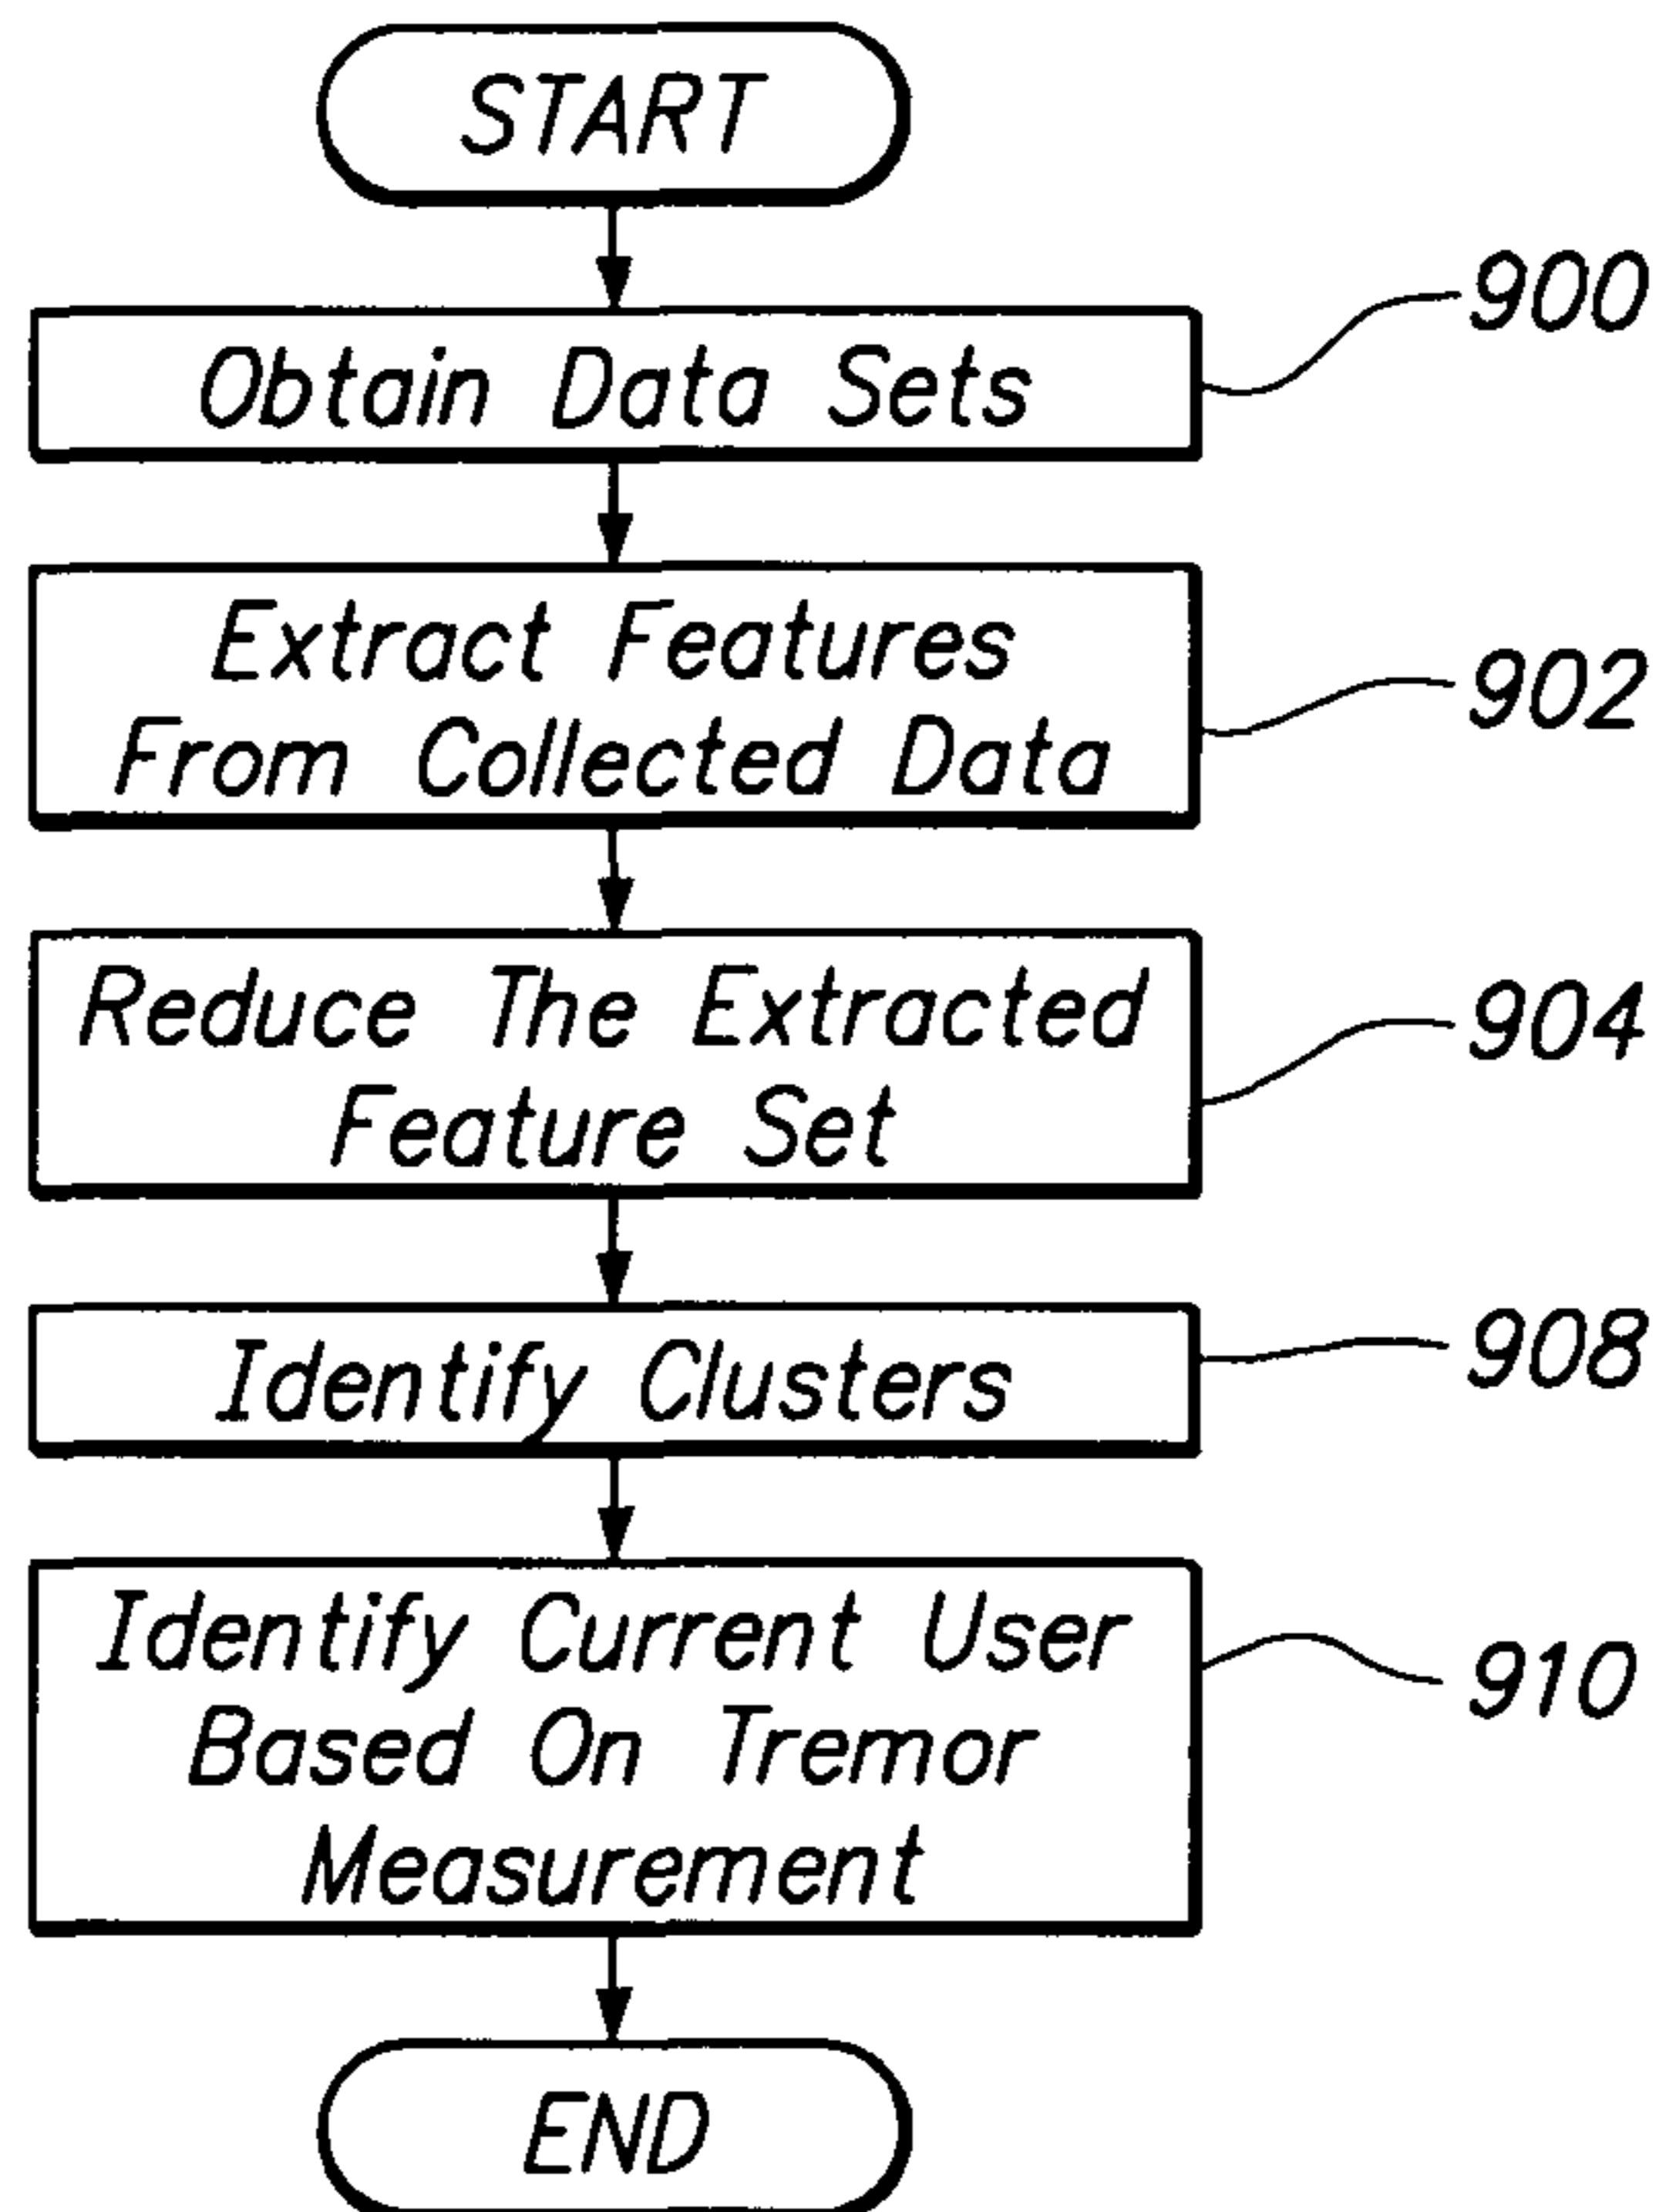 START
900
Obtain Data Sets
Extract Features
From Collected Data
902
Reduce The Extracted
Feature Set
904
Identify Clusters
908
Identify Current User
Based On Tremor
Measurement
910
END